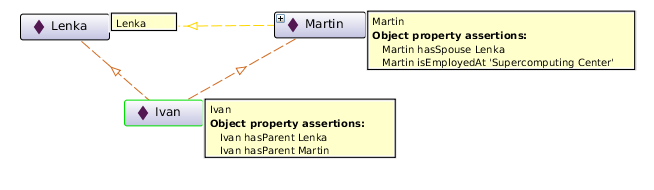 Lenka
Lenka
Martin
Martin
Object property assertions:
Martin hasSpouse Lenka
Martin isEmployedAt 'Supercomputing Center'
Ivan
Ivan
Object property assertions:
Ivan hasParent Lenka
Ivan hasParent Martin